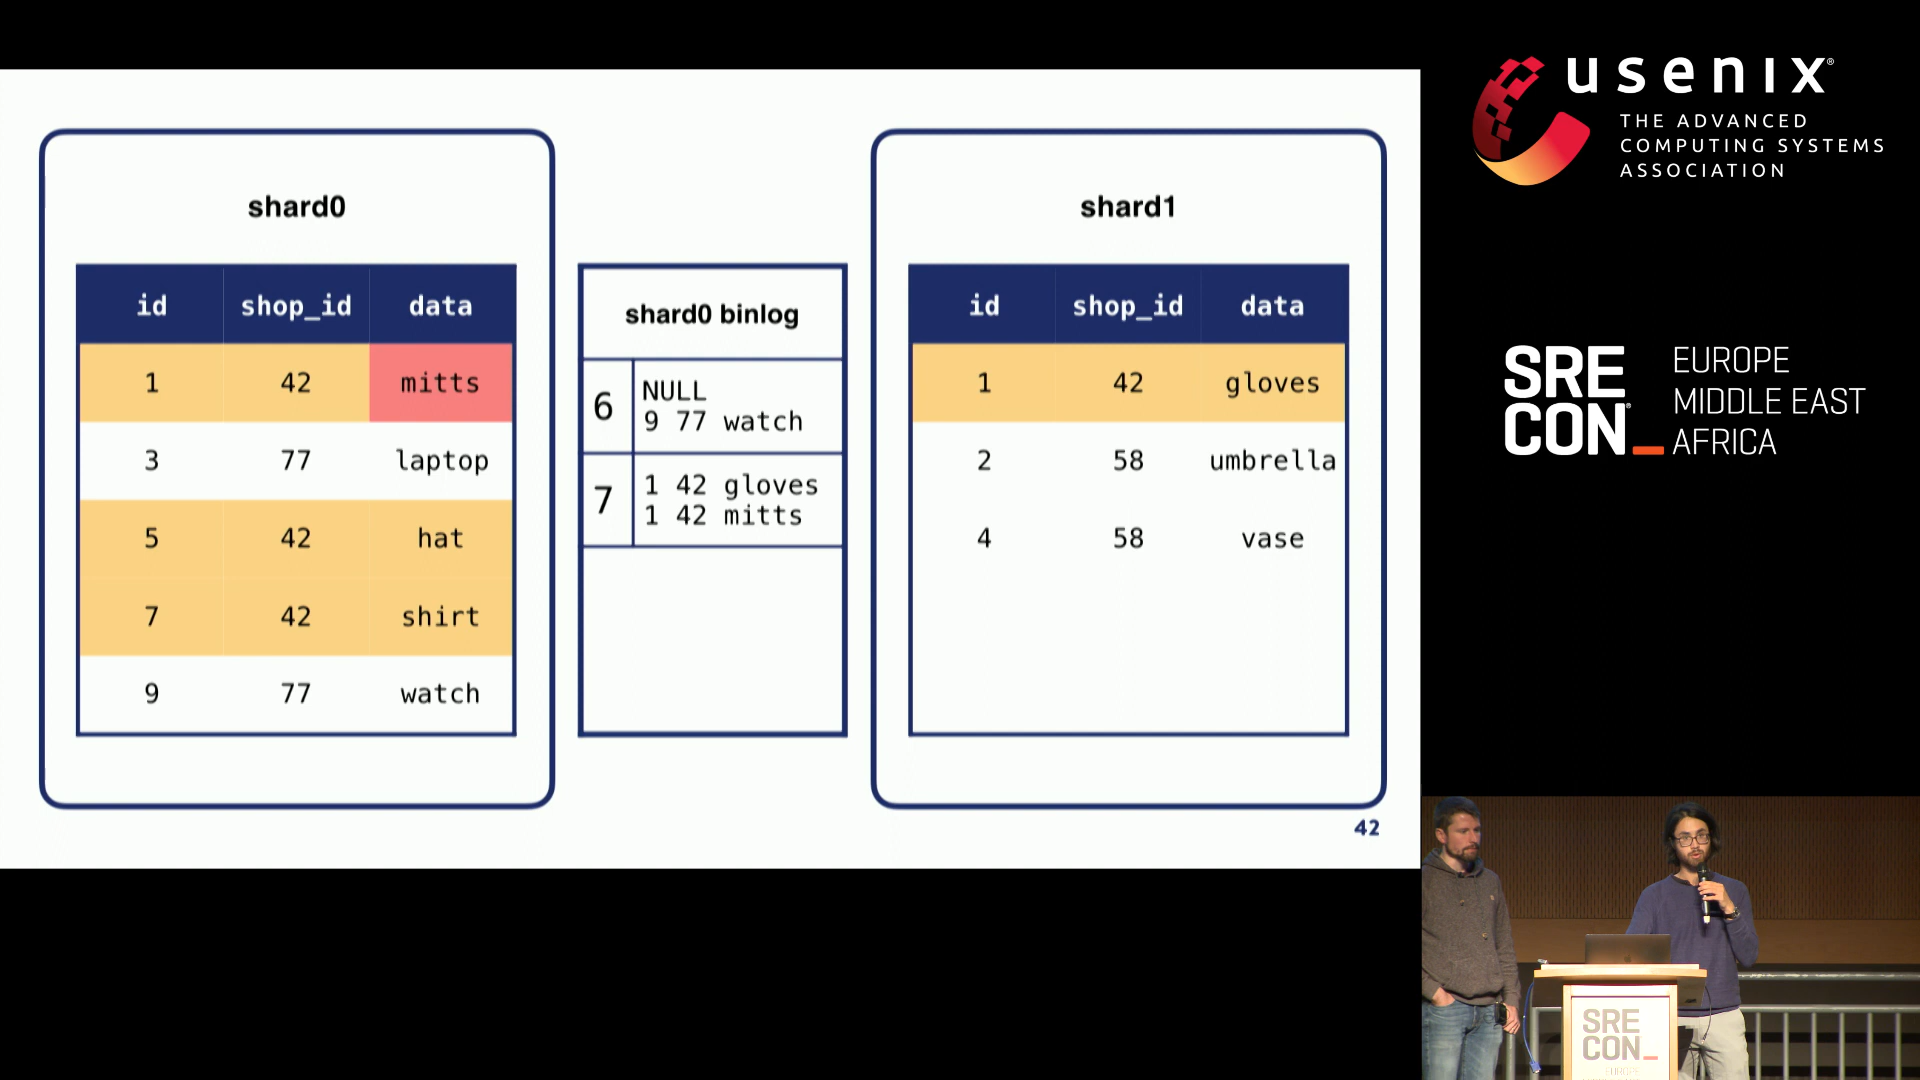 shard0
id shop_id data
1 42 mitts
3 77 laptop
5 42 hat
7 42 shirt
9 77 watch
shard0 binlog
6
NULL
9 77 watch
7
1 42 gloves
1 42 mitts
shard1
id shop_id data
1 42 gloves
2 58 umbrella
4 58 vase
42
usenix®
THE ADVANCED
COMPUTING SYSTEMS
ASSOCIATION
SRE
CON_
EUROPE
MIDDLE EAST
AFRICA
SRE
CON_
EUROPE